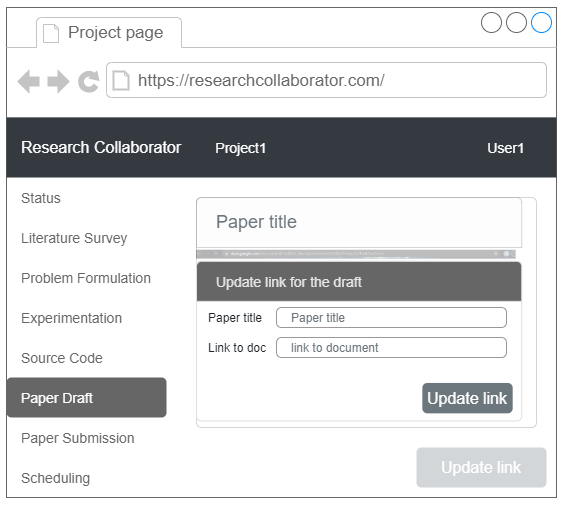 Project page
https://researchcollaborator.com/
Research Collaborator Project1 User1
Status
Literature Survey
Problem Formulation
Experimentation
Source Code
Paper Draft
Paper Submission
Scheduling
Paper title
Update link for the draft
Paper title Paper title
Link to doc link to document
Update link
Update link